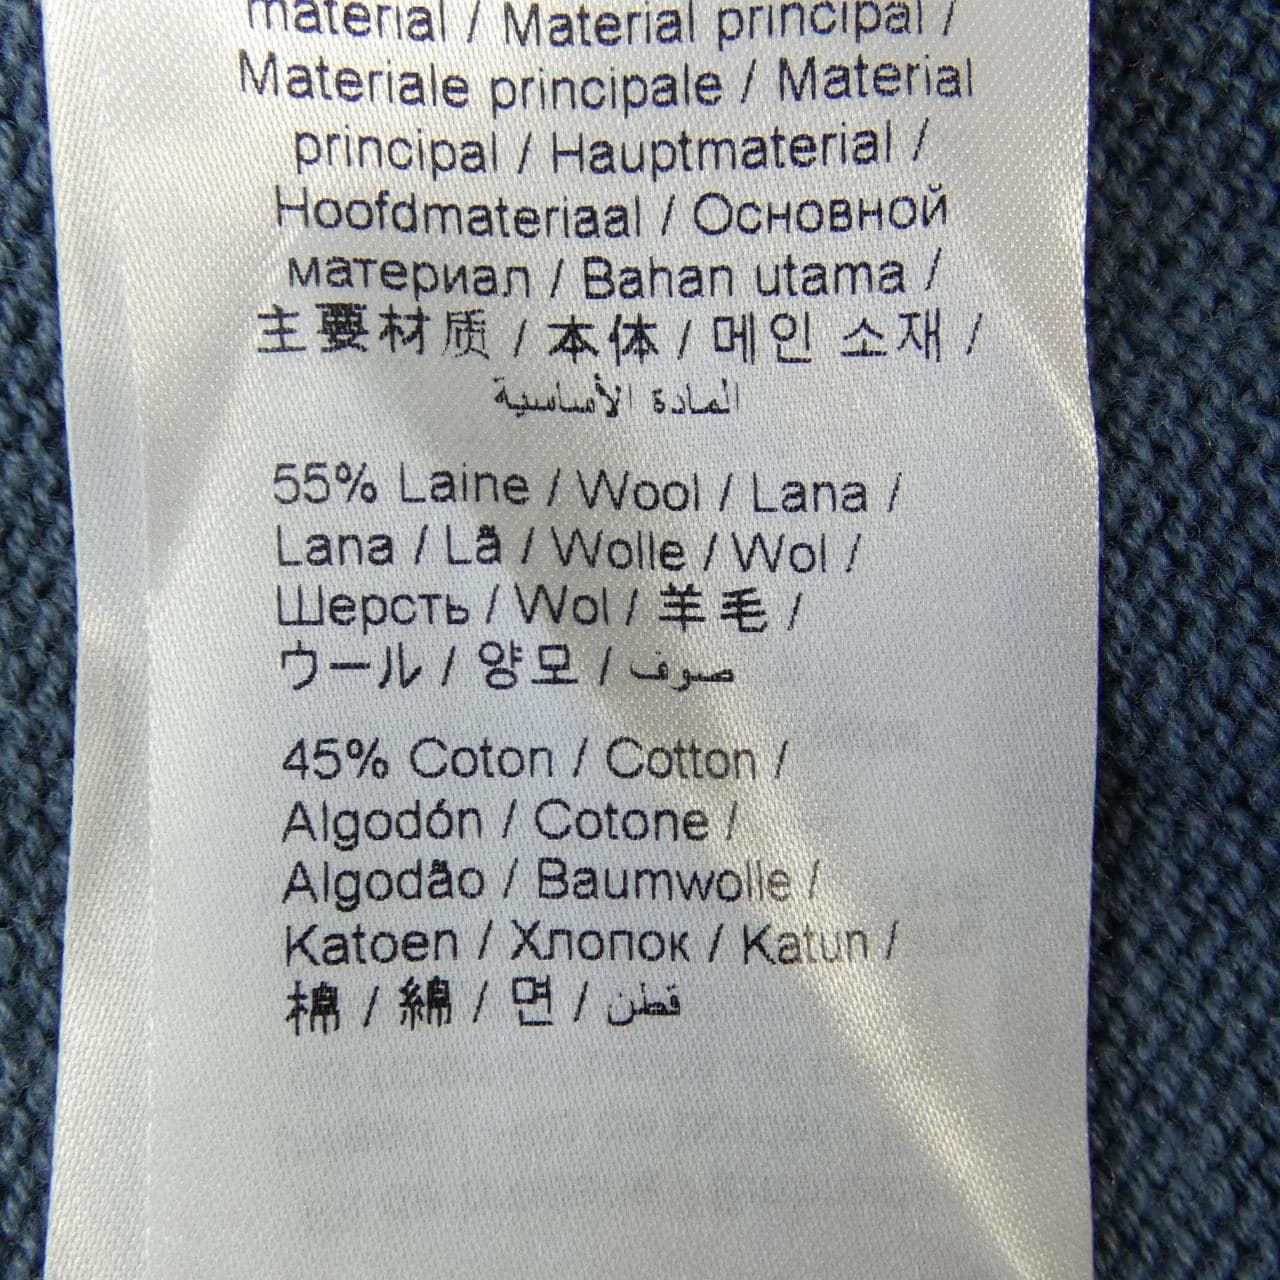 material / Material principal /
Materiale principale / Material
principal / Hauptmaterial /
Hoofdmateriaal / Основной
материал / Bahan utama /
主要材质 / 本体 / 메인 소재 /
المادة الأساسية
55% Laine / Wool / Lana /
Lana / Lã / Wolle / Wol /
Шерсть / Wol / 羊毛 /
ウール / 양모 / صوف
45% Coton / Cotton /
Algodón / Cotone /
Algodão / Baumwolle /
Katoen / Хлопок / Katun /
棉 / 綿 / 면 / قطن